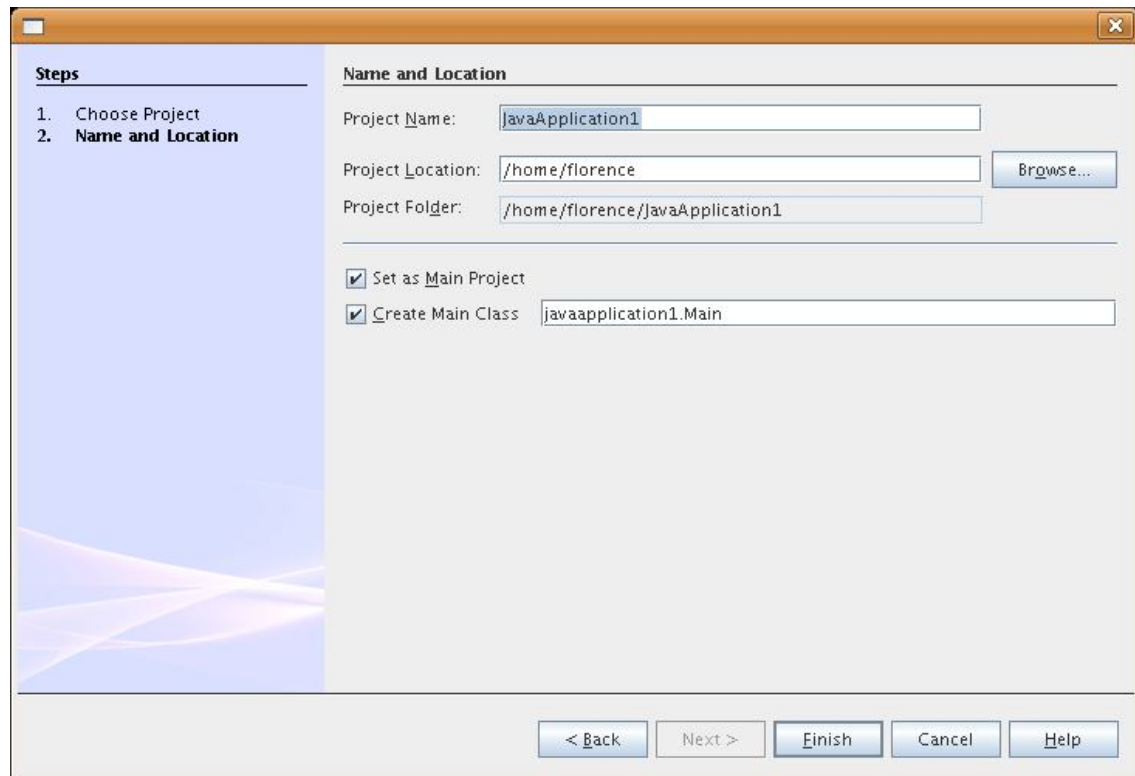 Steps
1. Choose Project
2. Name and Location
Name and Location
Project Name: JavaApplication1
Project Location: /home/florence Browse...
Project Folder: /home/florence/JavaApplication1
Set as Main Project
Create Main Class javaapplication1.Main
< Back Next > Finish Cancel Help